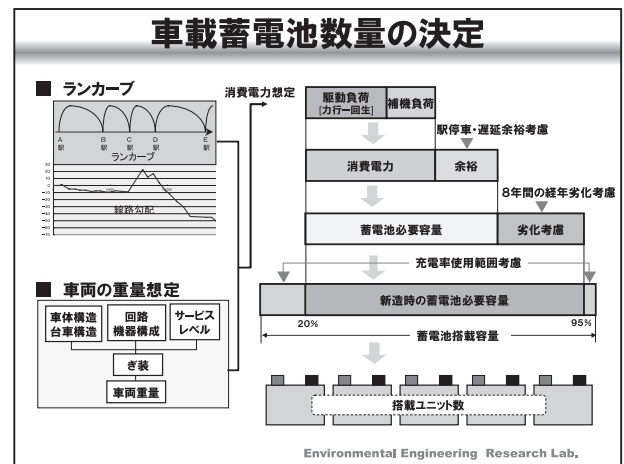 車載蓄電池数量の決定
■ ランカーブ
A
駅
B
駅
C
駅
D
駅
E
駅
ランカーブ
線路勾配
■ 車両の重量想定
車体構造
台車構造
回路
機器構成
サービス
レベル
ぎ装
車両重量
消費電力想定
駆動負荷
[力行ー回生]
補機負荷
駅停車・遅延余裕考慮
消費電力
余裕
8年間の経年劣化考慮
蓄電池必要容量
劣化考慮
充電率使用範囲考慮
新造時の蓄電池必要容量
20%
95%
蓄電池搭載容量
搭載ユニット数
Environmental Engineering Research Lab.